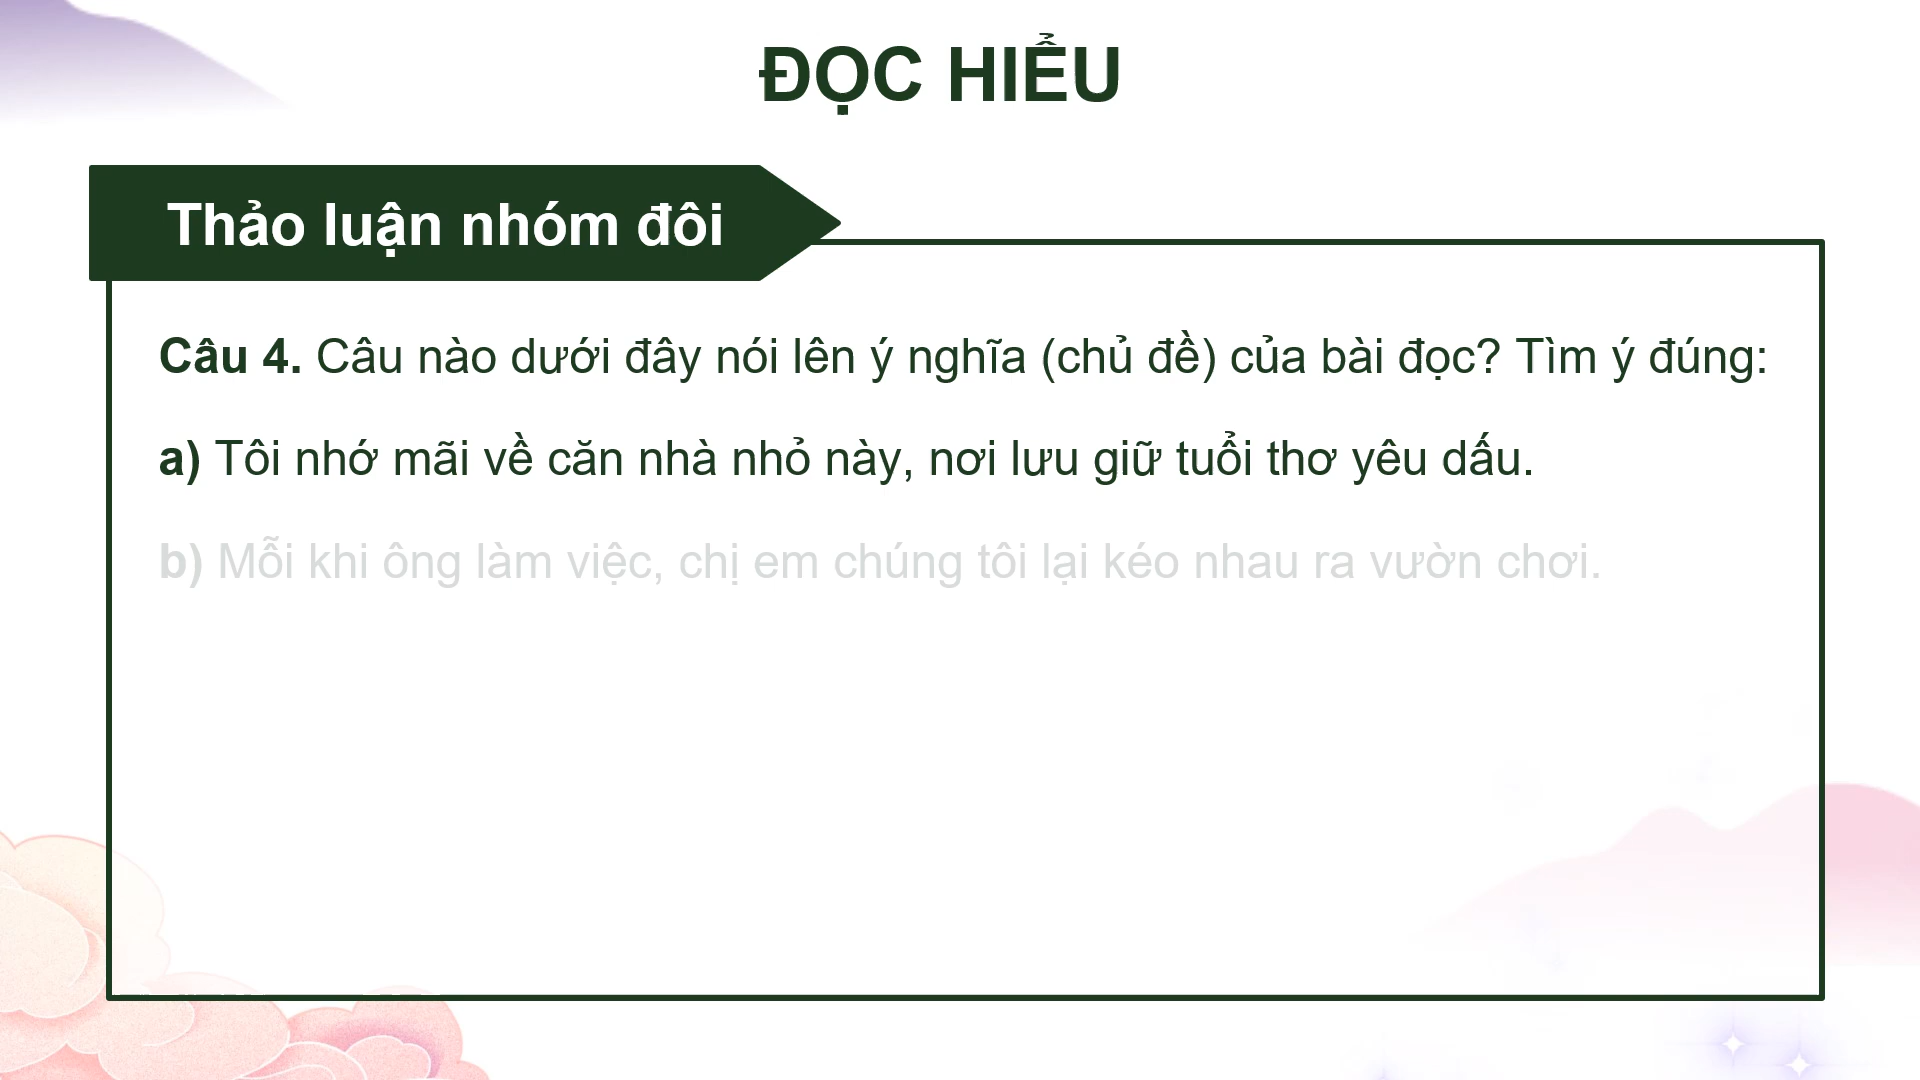 ĐỌC HIỂU
Thảo luận nhóm đôi
Câu 4. Câu nào dưới đây nói lên ý nghĩa (chủ đề) của bài đọc? Tìm ý đúng:
a) Tôi nhớ mãi về căn nhà nhỏ này, nơi lưu giữ tuổi thơ yêu dấu.
b) Mỗi khi ông làm việc, chị em chúng tôi lại kéo nhau ra vườn chơi.